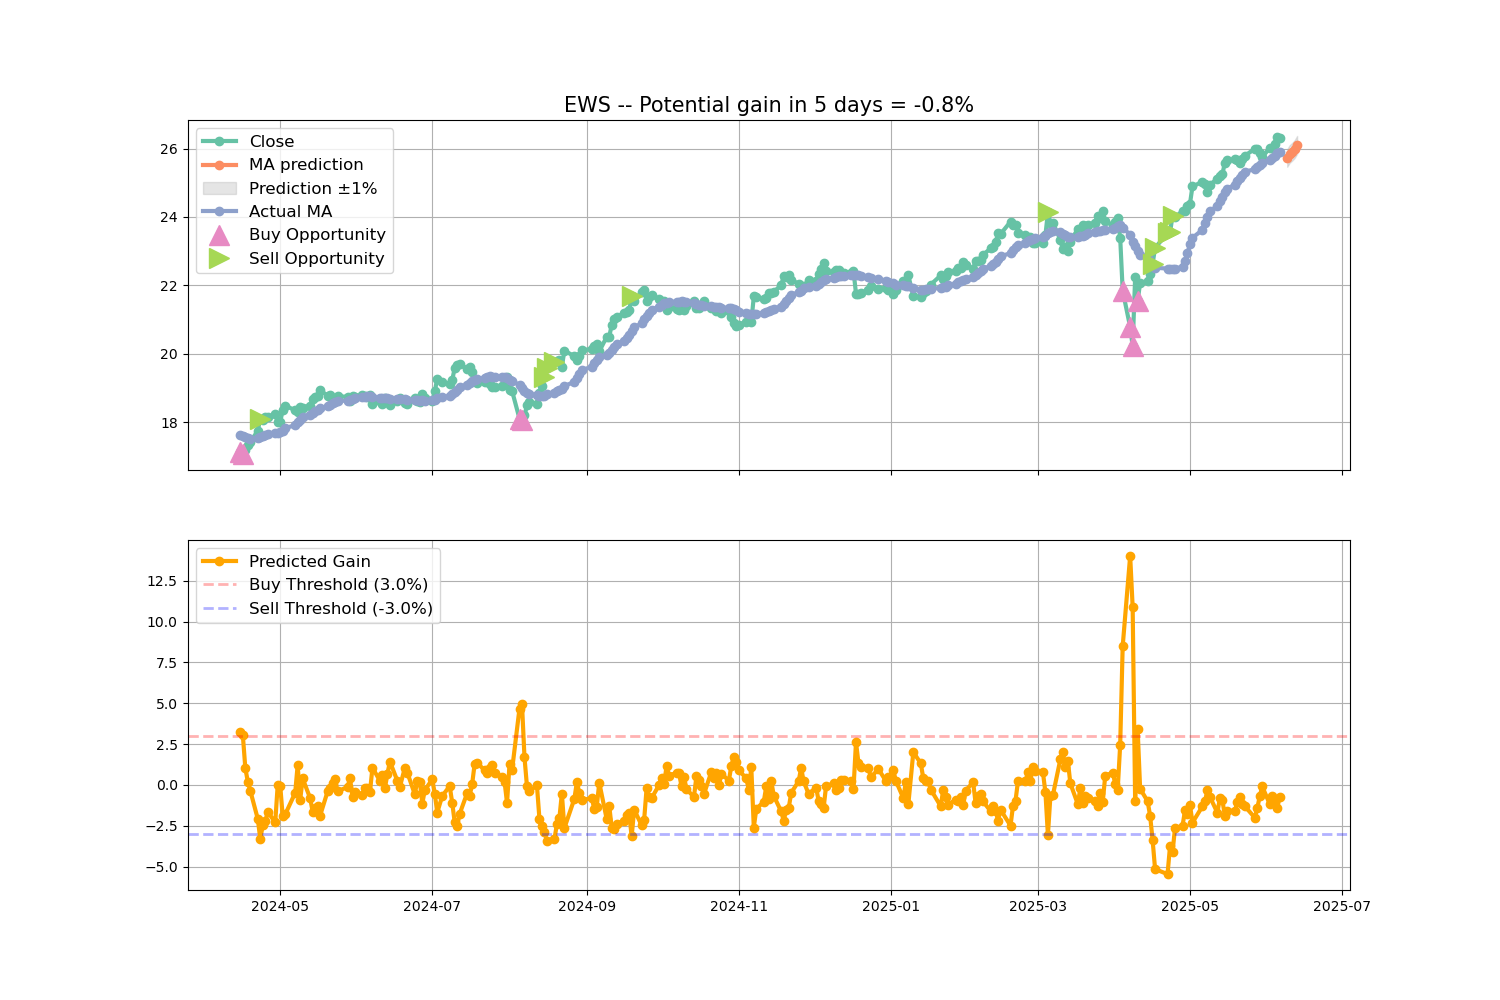 EWS -- Potential gain in 5 days = -0.8%
Close
MA prediction
Prediction ±1%
Actual MA
Buy Opportunity
Sell Opportunity
26
24
22
20
18
Predicted Gain
Buy Threshold (3.0%)
Sell Threshold (-3.0%)
12.5
10.0
7.5
5.0
2.5
0.0
−2.5
−5.0
2024-05 2024-07 2024-09 2024-11 2025-01 2025-03 2025-05 2025-07